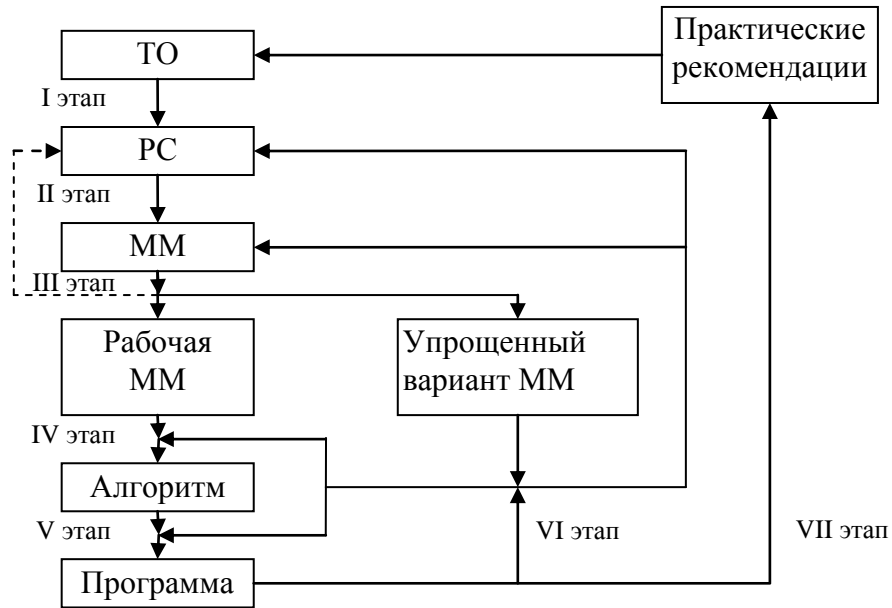 ТО
Практические
рекомендации
I этап
РС
II этап
ММ
III этап
Рабочая
ММ
Упрощенный
вариант ММ
IV этап
Алгоритм
V этап
VI этап
VII этап
Программа